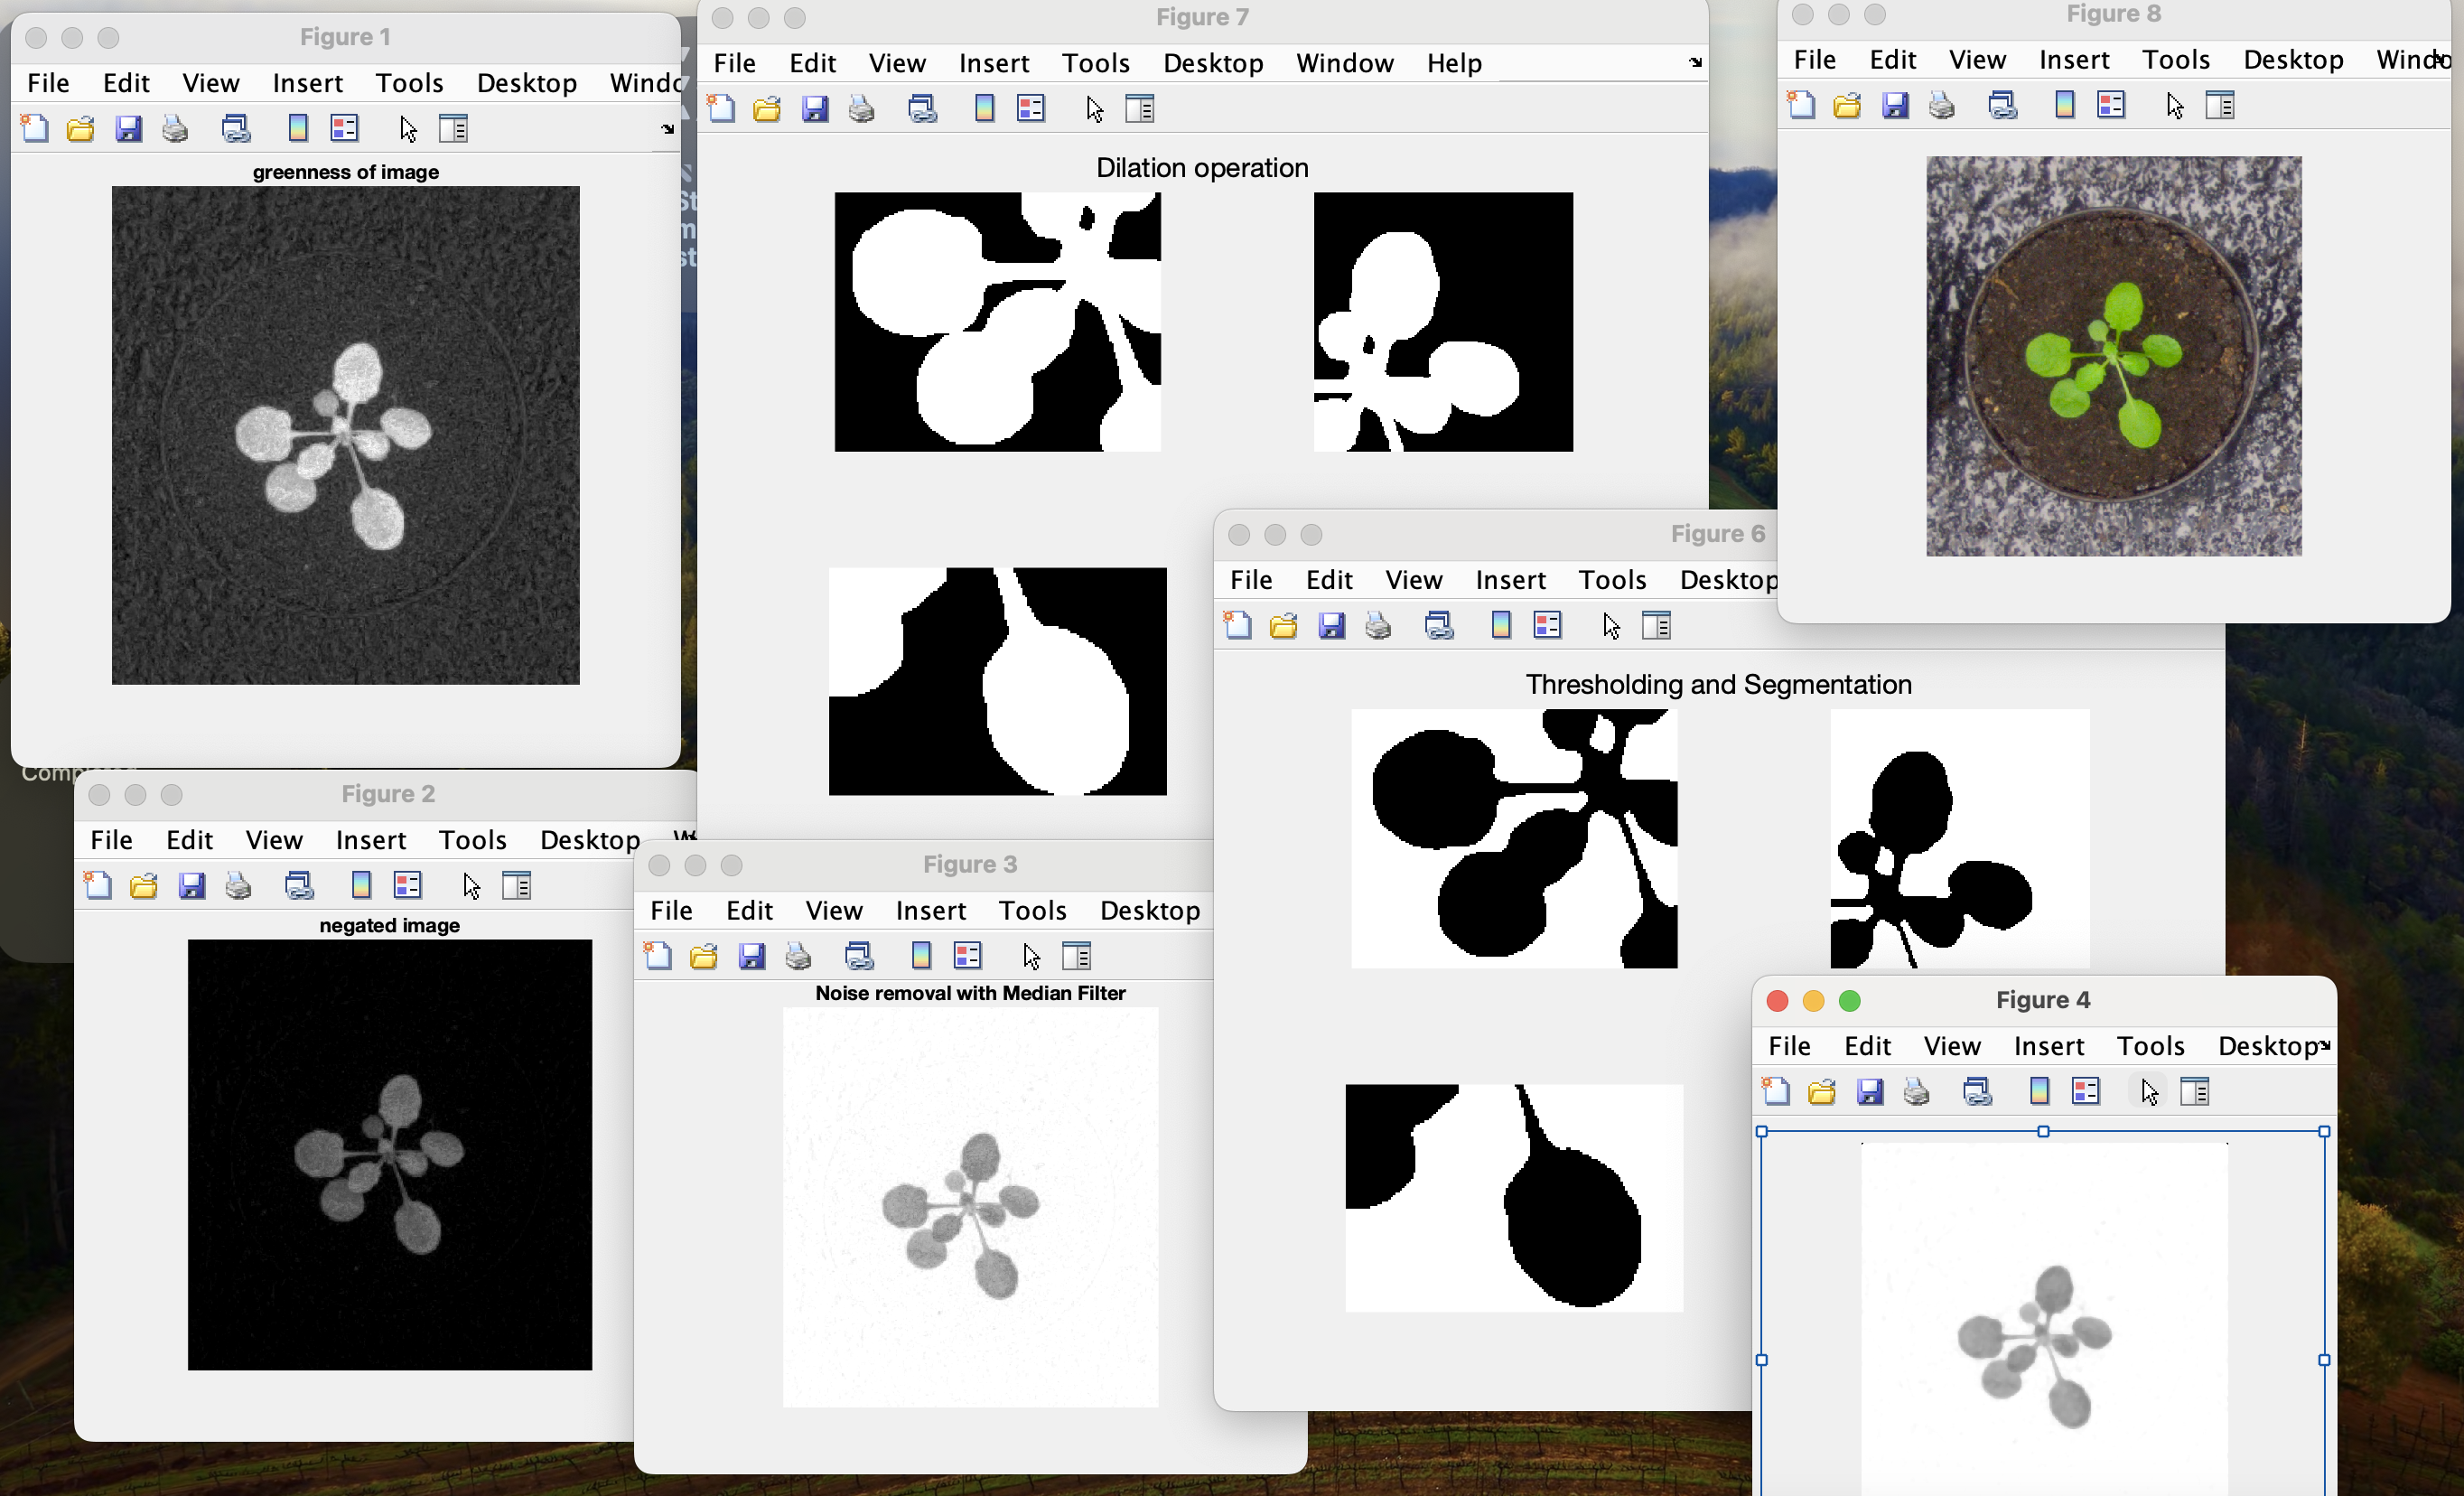 Figure 1
File Edit View Insert Tools Desktop Windo
greenness of image
Figure 7
File Edit View Insert Tools Desktop Window Help
Dilation operation
Figure 8
File Edit View Insert Tools Desktop Windo
Figure 6
File Edit View Insert Tools Desktop
Thresholding and Segmentation
Figure 2
File Edit View Insert Tools Desktop
negated image
Figure 3
File Edit View Insert Tools Desktop
Noise removal with Median Filter
Figure 4
File Edit View Insert Tools Desktop